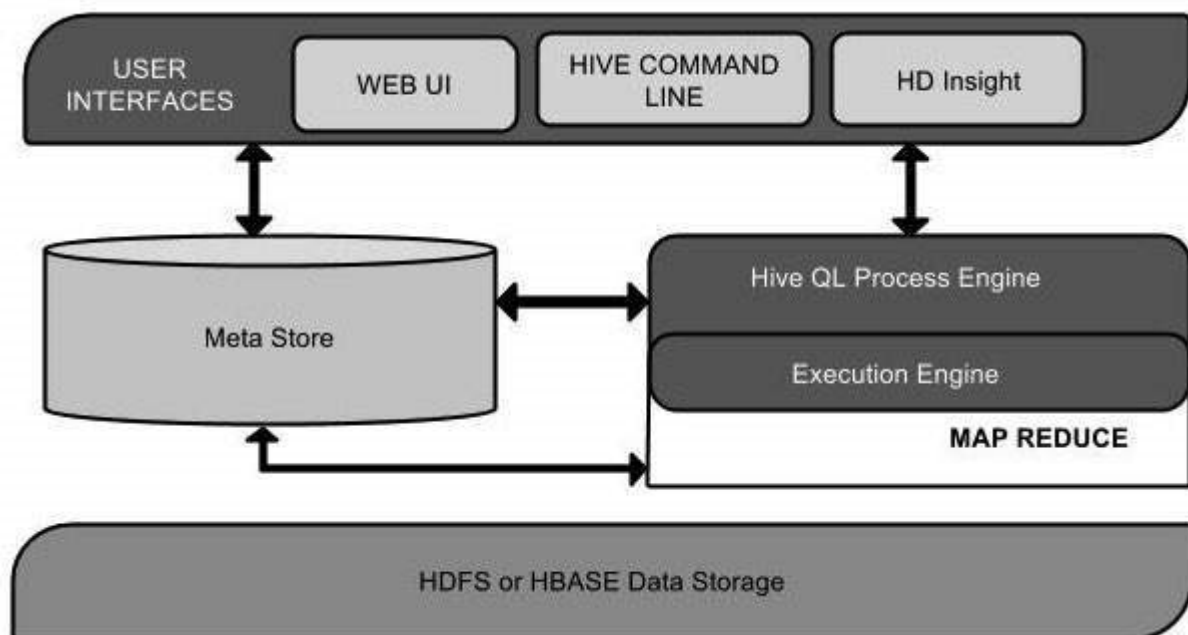 USER
INTERFACES
WEB UI
HIVE COMMAND
LINE
HD Insight
Meta Store
Hive QL Process Engine
Execution Engine
MAP REDUCE
HDFS or HBASE Data Storage